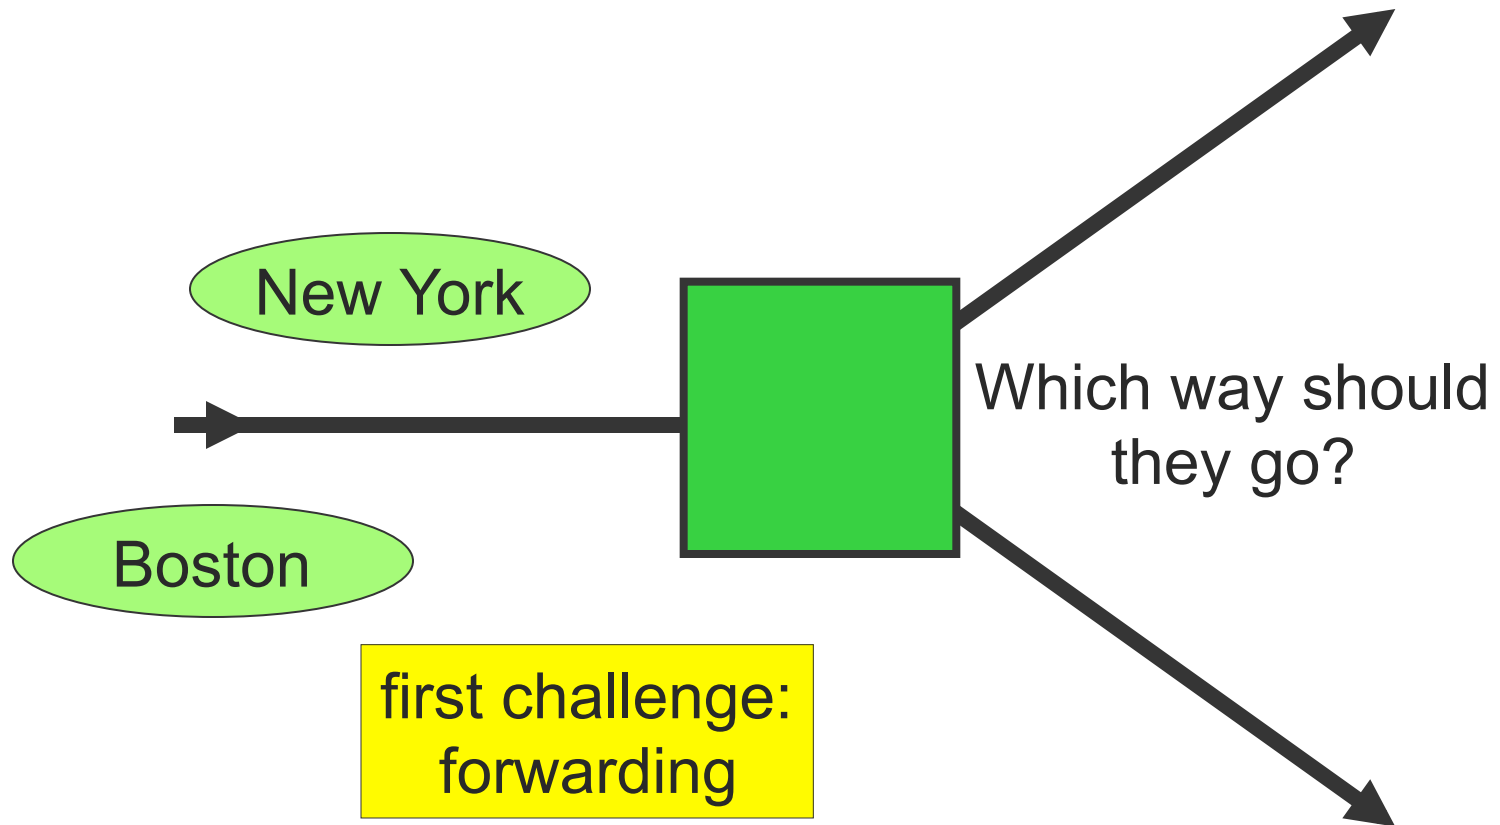 New York
Which way should
they go?
Boston
first challenge:
forwarding